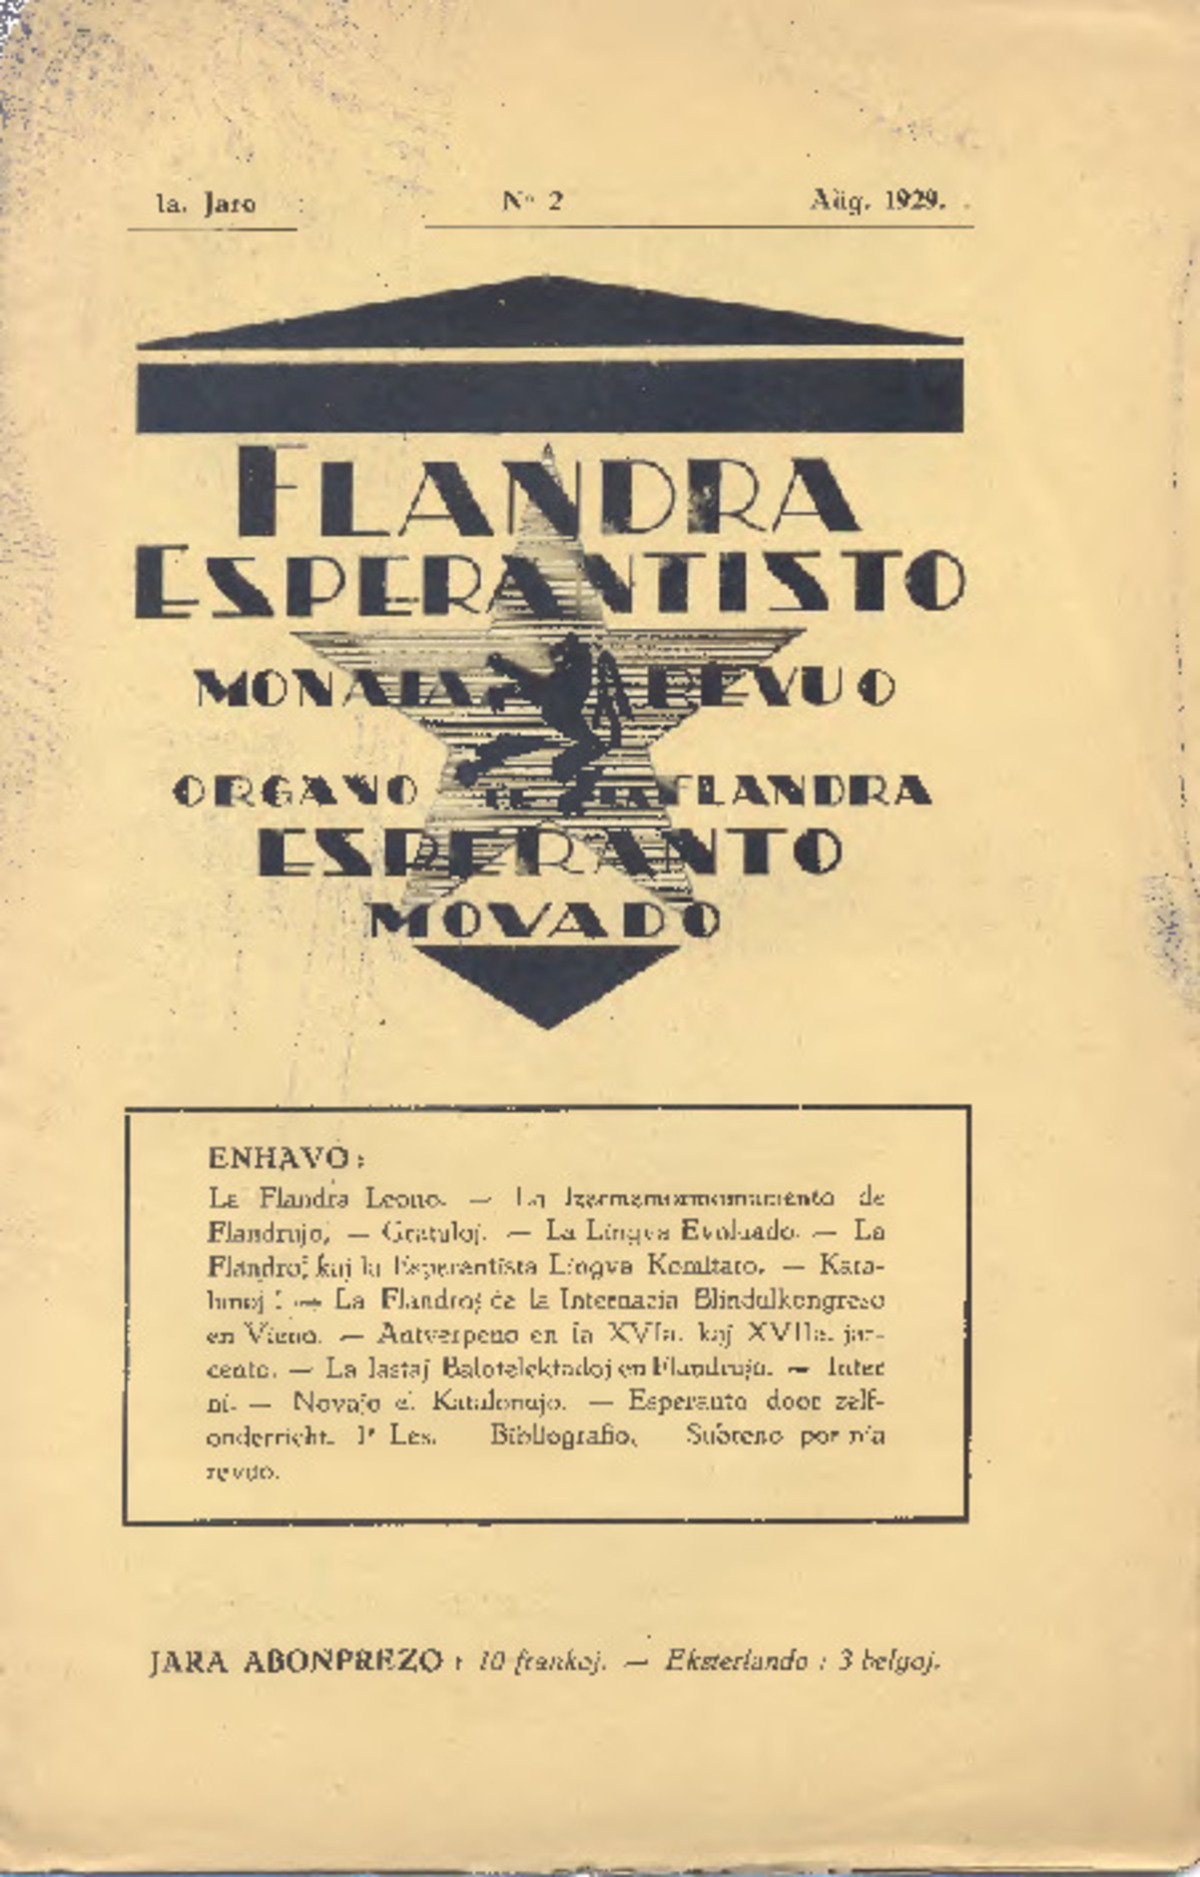 1a. Jaro
Nº 2
Aŭg. 1929.
FLANDRA
ESPERANTISTO
MONATA REVUO
ORGANO DE LA FLANDRA
ESPERANTO
MOVADO
ENHAVO :
La Flandra Leono. — La de
Flandrujo. — Gratuloj. — La Lingva Evoluado. — La
Flandroj kaj la Esperantista Lingva Komitato. — Kata-
lunoj ! — La Flandroj ĉe la Internacia Blindulkongreso
en Vieno. — Antverpeno en la XVIa. kaj XVIIa. jar-
cento. — La lastaj en Flandrujo. — Inter
ni. — Novaĵo el Katalonujo. — Esperanto door zelf-
onderricht. 1e Les. Bibliografio. Subteno por nia
revuo.
JARA ABONPREZO : 10 frankoj. — Eksterlando : 3 belgoj.